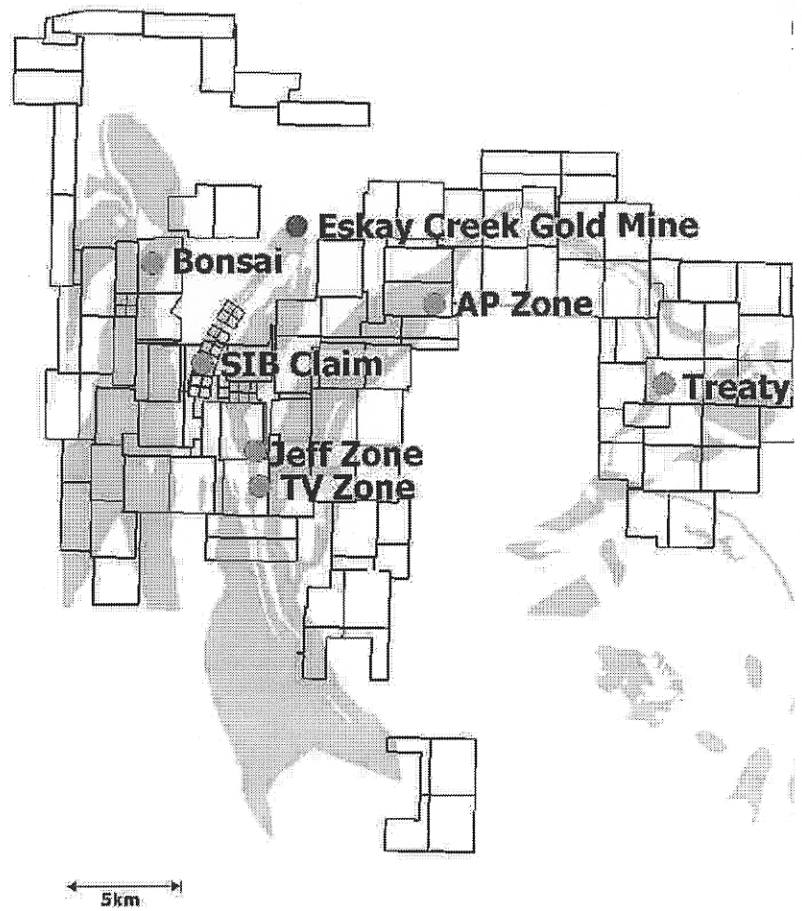 Eskay Creek Gold Mine
Bonsai
AP Zone
SIB Claim
Treaty
Jeff Zone
TV Zone
5km